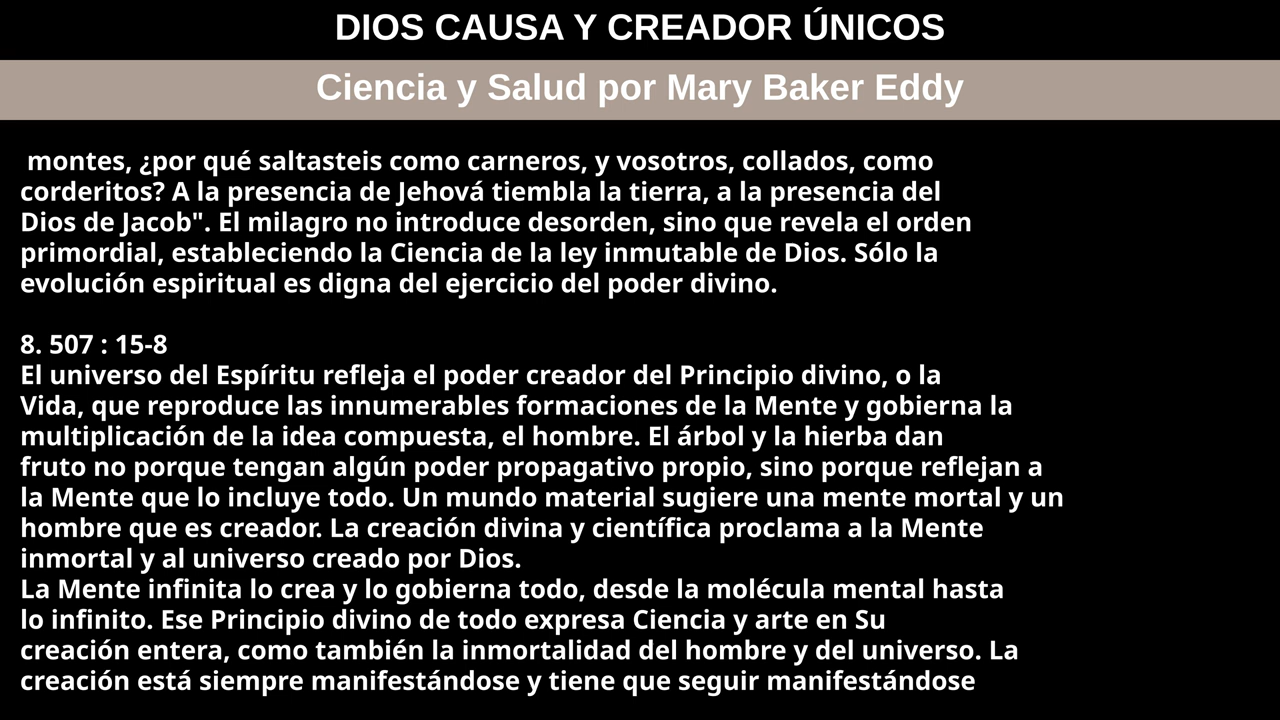 DIOS CAUSA Y CREADOR ÚNICOS
Ciencia y Salud por Mary Baker Eddy
montes, ¿por qué saltasteis como carneros, y vosotros, collados, como
corderitos? A la presencia de Jehová tiembla la tierra, a la presencia del
Dios de Jacob". El milagro no introduce desorden, sino que revela el orden
primordial, estableciendo la Ciencia de la ley inmutable de Dios. Sólo la
evolución espiritual es digna del ejercicio del poder divino.
8. 507 : 15-8
El universo del Espíritu refleja el poder creador del Principio divino, o la
Vida, que reproduce las innumerables formaciones de la Mente y gobierna la
multiplicación de la idea compuesta, el hombre. El árbol y la hierba dan
fruto no porque tengan algún poder propagativo propio, sino porque reflejan a
la Mente que lo incluye todo. Un mundo material sugiere una mente mortal y un
hombre que es creador. La creación divina y científica proclama a la Mente
inmortal y al universo creado por Dios.
La Mente infinita lo crea y lo gobierna todo, desde la molécula mental hasta
lo infinito. Ese Principio divino de todo expresa Ciencia y arte en Su
creación entera, como también la inmortalidad del hombre y del universo. La
creación está siempre manifestándose y tiene que seguir manifestándose